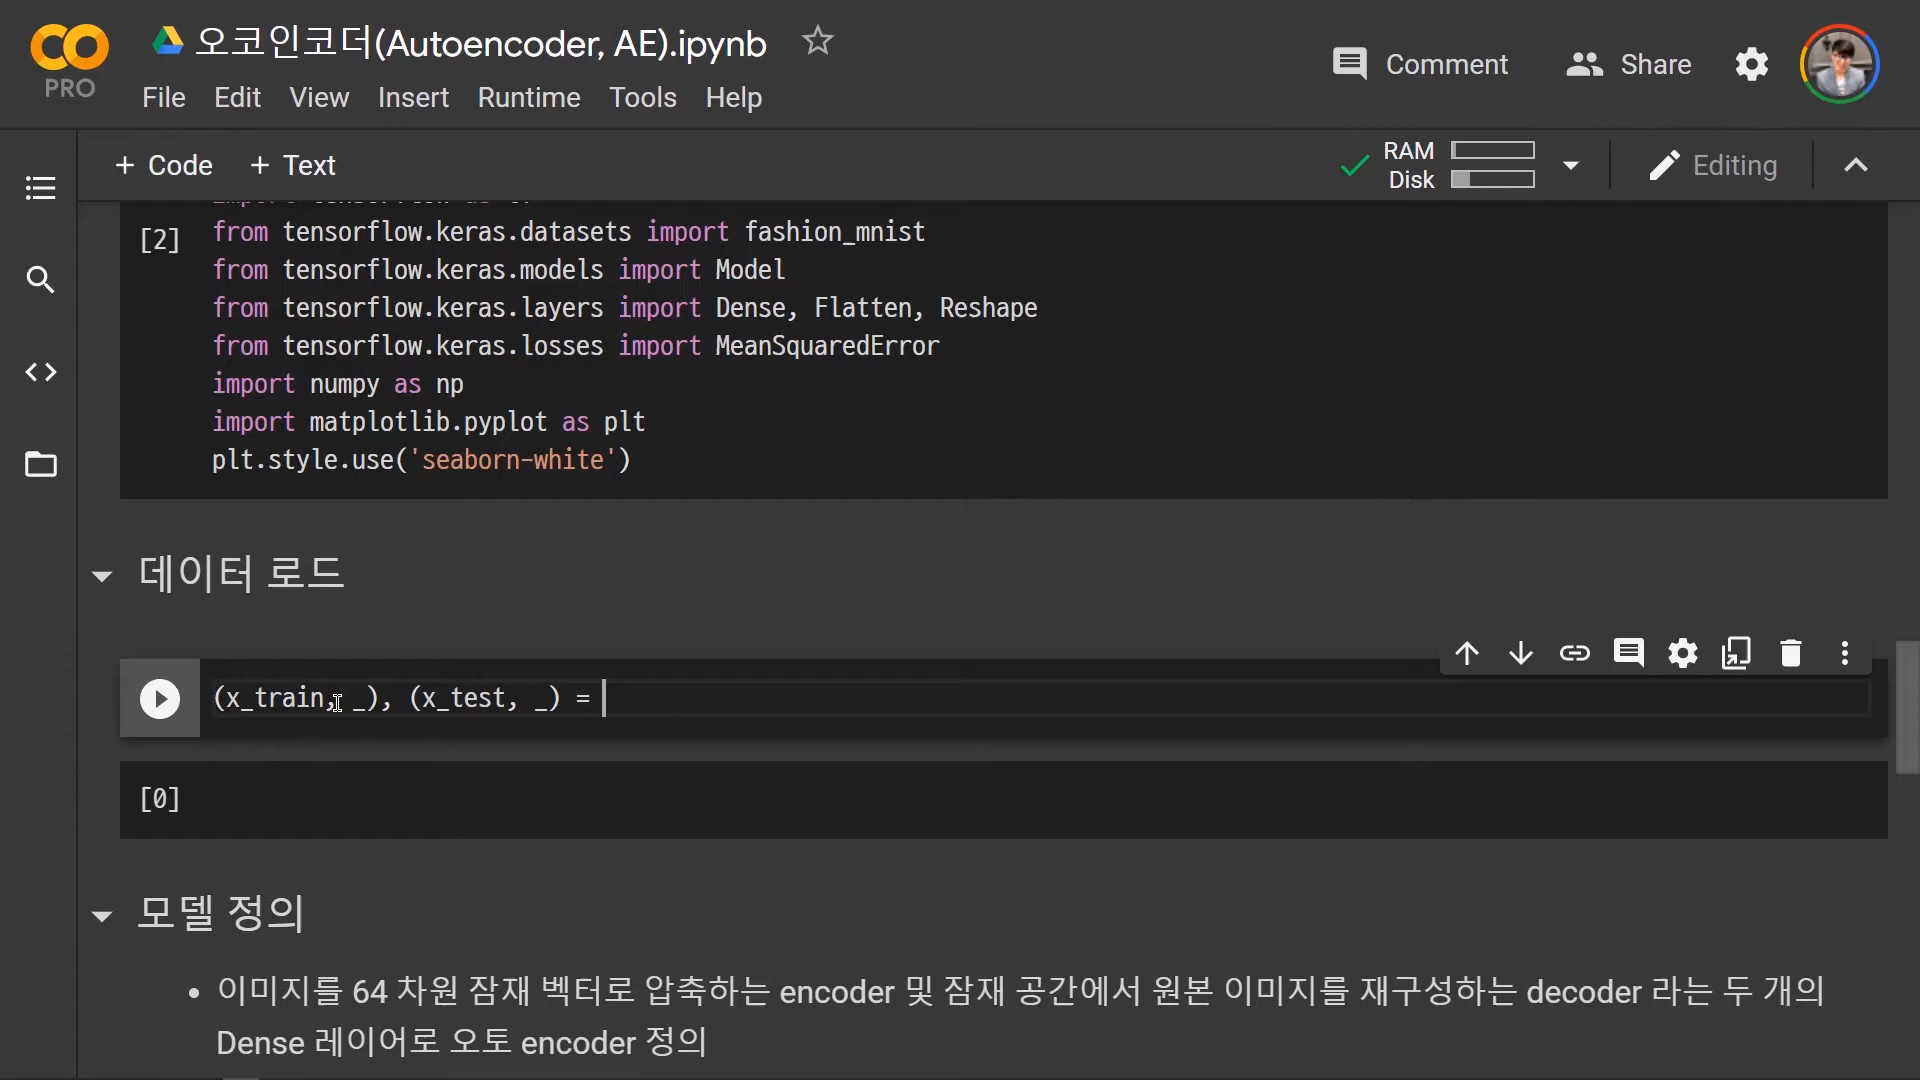 PRO
오코인코더(Autoencoder, AE).ipynb
File Edit View Insert Runtime Tools Help
Comment
Share
+ Code + Text
RAM
Disk
Editing
[2]
from tensorflow.keras.datasets import fashion_mnist
from tensorflow.keras.models import Model
from tensorflow.keras.layers import Dense, Flatten, Reshape
from tensorflow.keras.losses import MeanSquaredError
import numpy as np
import matplotlib.pyplot as plt
plt.style.use('seaborn-white')
데이터 로드
(x_train, _), (x_test, _) =
[0]
모델 정의
• 이미지를 64 차원 잠재 벡터로 압축하는 encoder 및 잠재 공간에서 원본 이미지를 재구성하는 decoder 라는 두 개의
Dense 레이어로 오토 encoder 정의